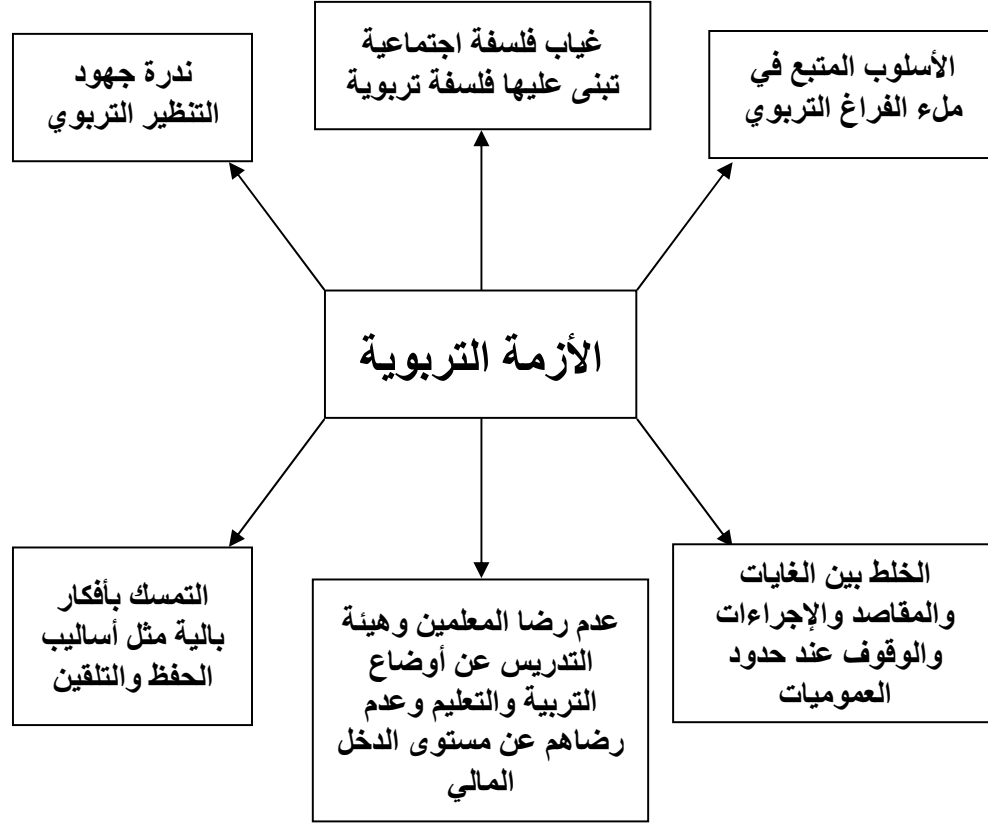 الأسلوب المتبع في
ملء الفراغ التربوي
غياب فلسفة اجتماعية
تبنى عليها فلسفة تربوية
ندرة جهود
التنظير التربوي
الأزمة التربوية
الخلط بين الغايات
والمقاصد والإجراءات
والوقوف عند حدود
العموميات
عدم رضا المعلمين وهيئة
التدريس عن أوضاع
التربية والتعليم وعدم
رضاهم عن مستوى الدخل
المالي
التمسك بأفكار
بالية مثل أساليب
الحفظ والتلقين